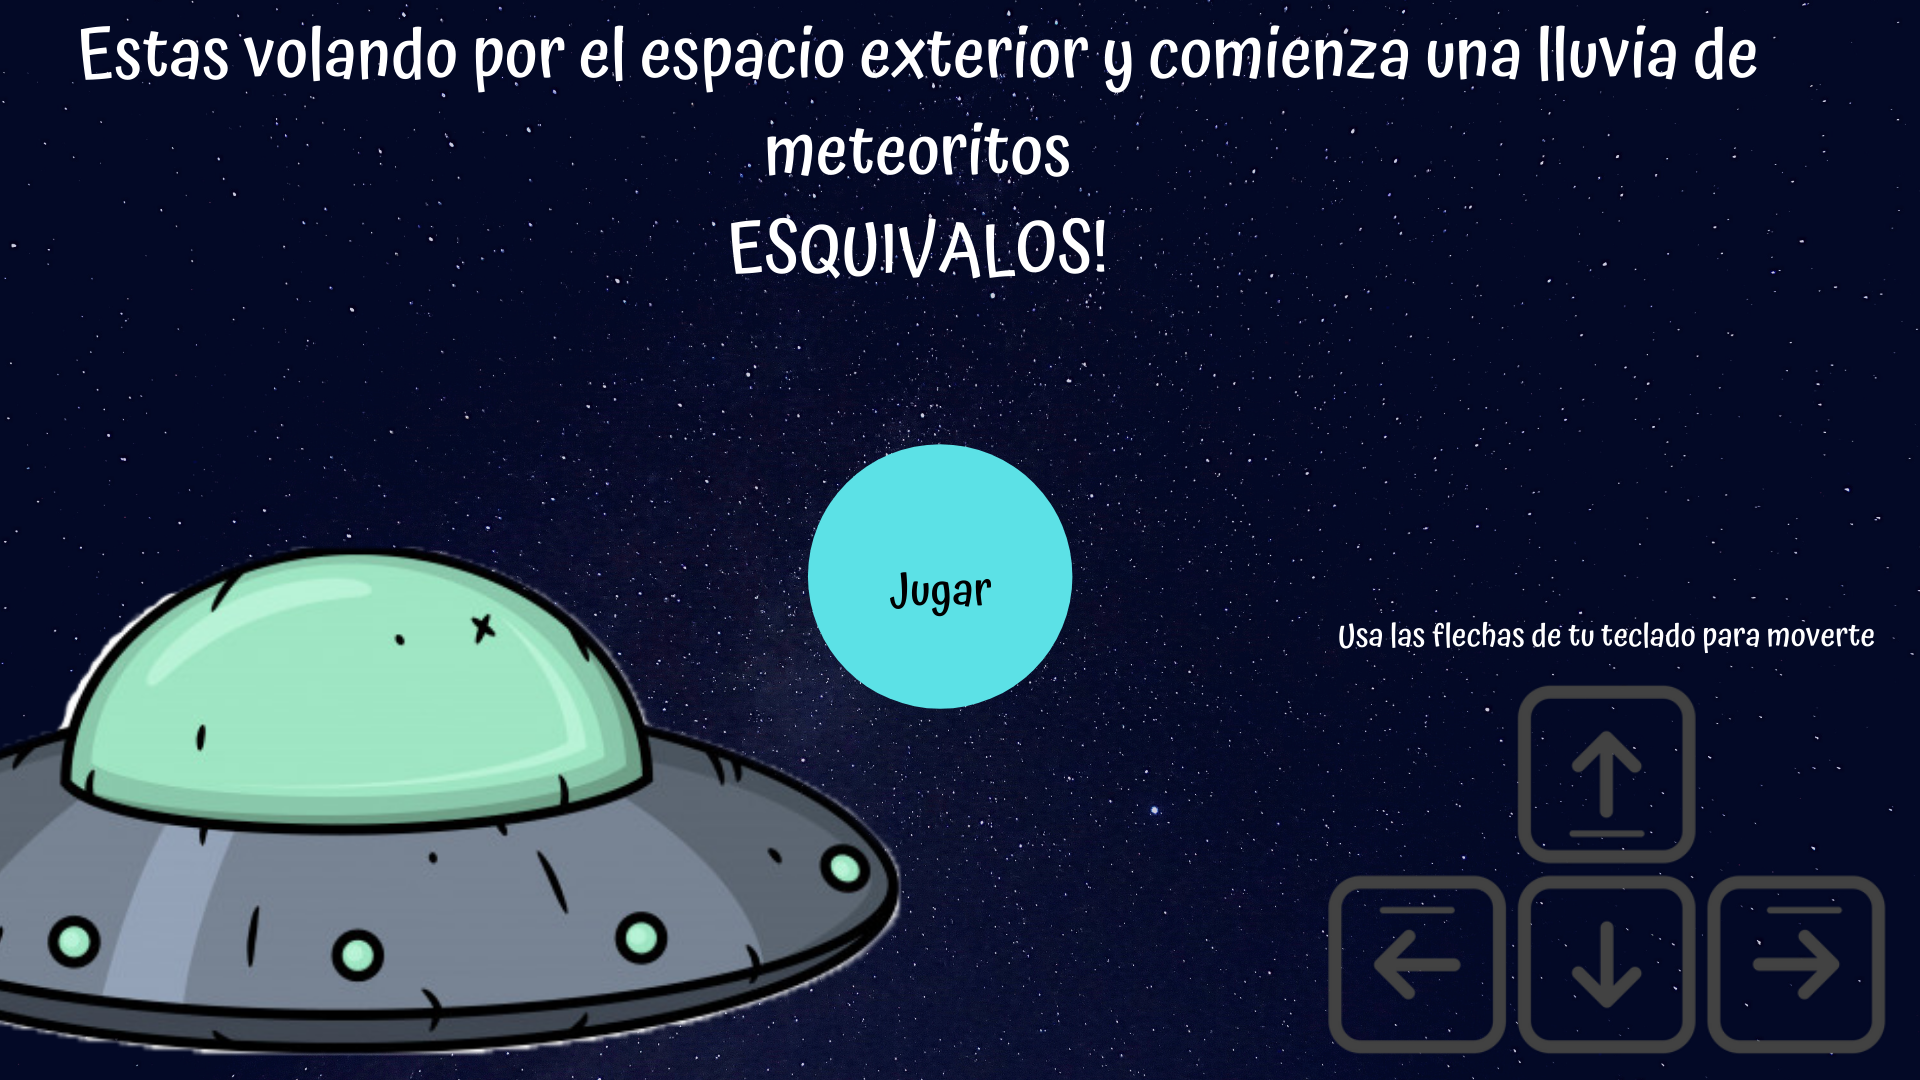 Estas volando por el espacio exterior y comienza una lluvia de
meteoritos
ESQUIVALOS!
Jugar
Usa las flechas de tu teclado para moverte